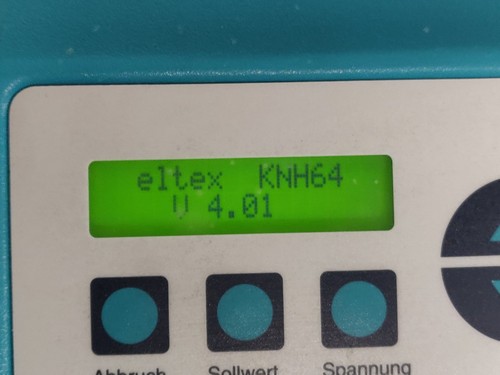 eltex KNH64
V 4.01
Abbruch Sollwert Spannung